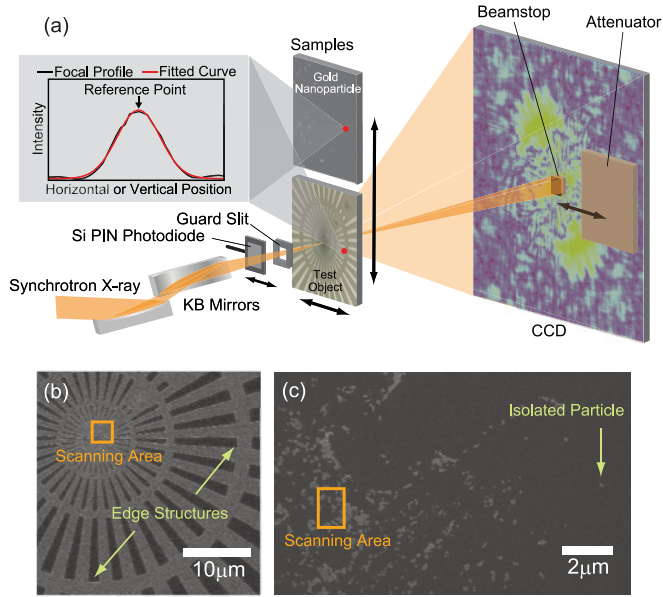 (a)
Focal Profile
Fitted Curve
Reference Point
Intensity
Horizontal or Vertical Position
Samples
Gold
Nanoparticle
Beamstop
Attenuator
Guard Slit
Si PIN Photodiode
Synchrotron X-ray
KB Mirrors
Test
Object
CCD
(b)
Scanning Area
Edge Structures
10μm
(c)
Isolated Particle
Scanning Area
2μm